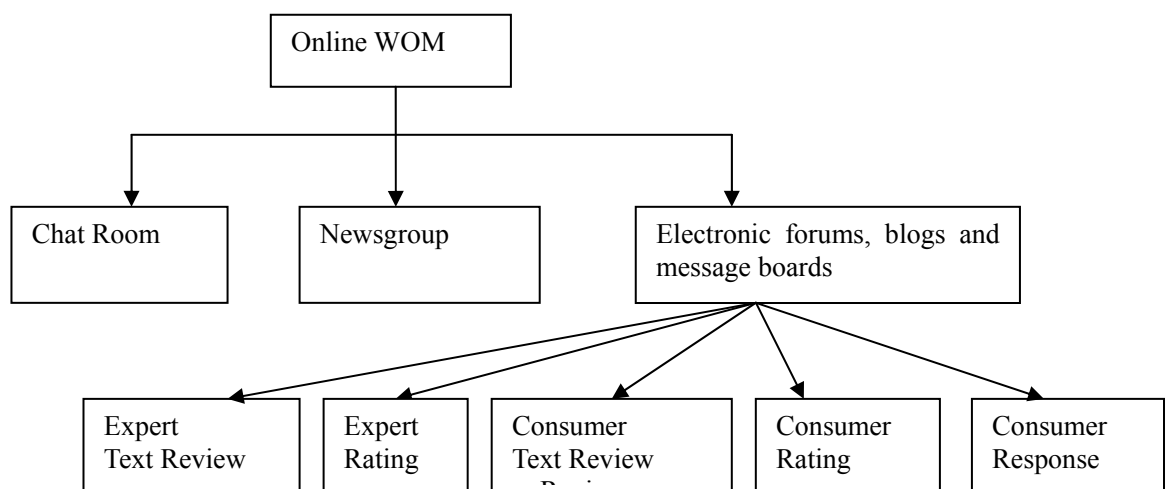 Online WOM
Chat Room
Newsgroup
Electronic forums, blogs and
message boards
Expert
Text Review
Expert
Rating
Consumer
Text Review
Consumer
Rating
Consumer
Response